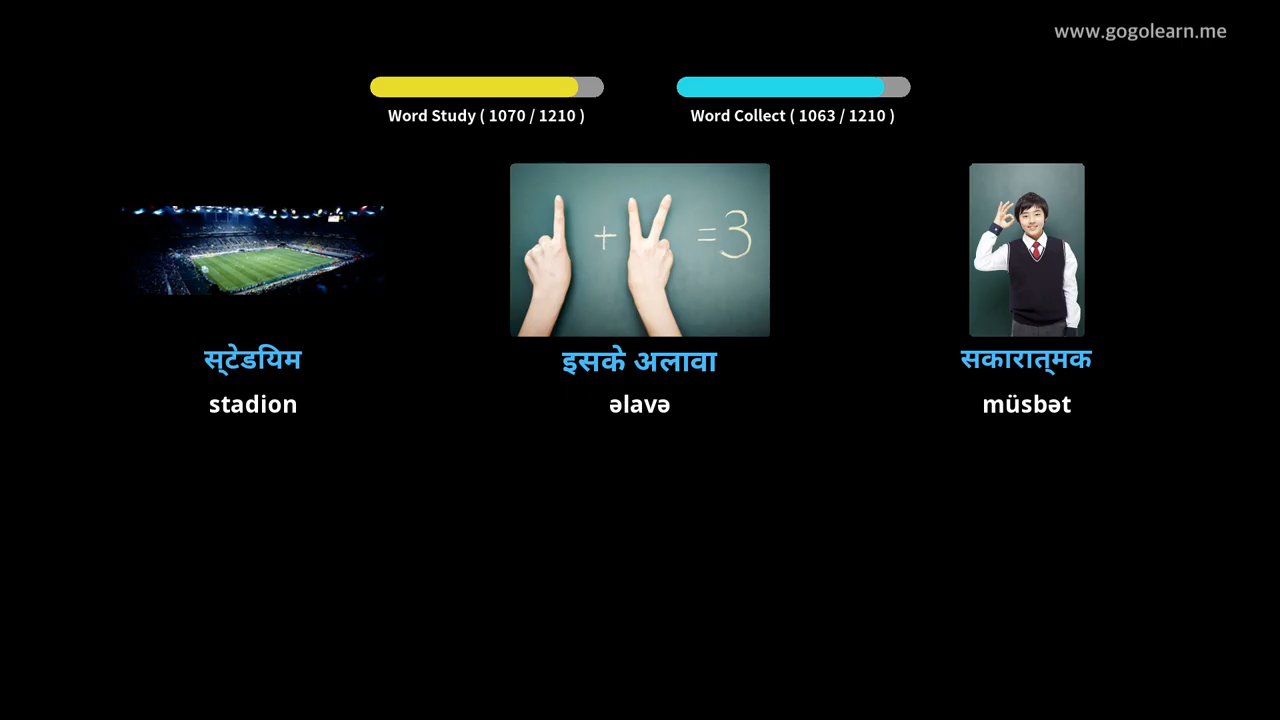 www.gogolearn.me
Word Study ( 1070 / 1210 )
Word Collect ( 1063 / 1210 )
+ =3
स्टेडियम
इसके अलावा
सकारात्मक
stadion
əlavə
müsbət